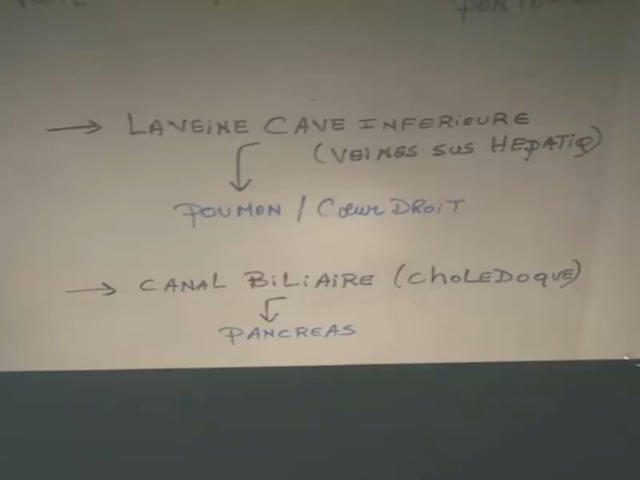 → LA VEINE CAVE INFERIEURE
(VEINES SUS HEPATIQ)
POUMON / Cœur DROIT
→ CANAL BILIAIRE (CHOLEDOQUE)
PANCREAS